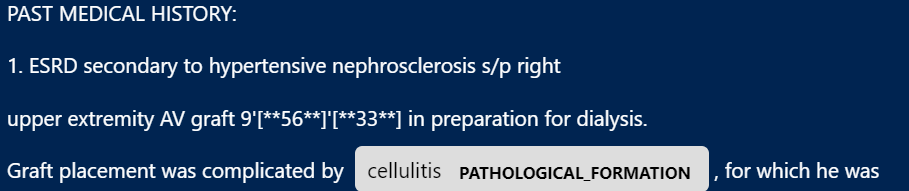 PAST MEDICAL HISTORY:
1. ESRD secondary to hypertensive nephrosclerosis s/p right
upper extremity AV graft 9'[**56**]'[**33**] in preparation for dialysis.
Graft placement was complicated by cellulitis PATHOLOGICAL_FORMATION , for which he was